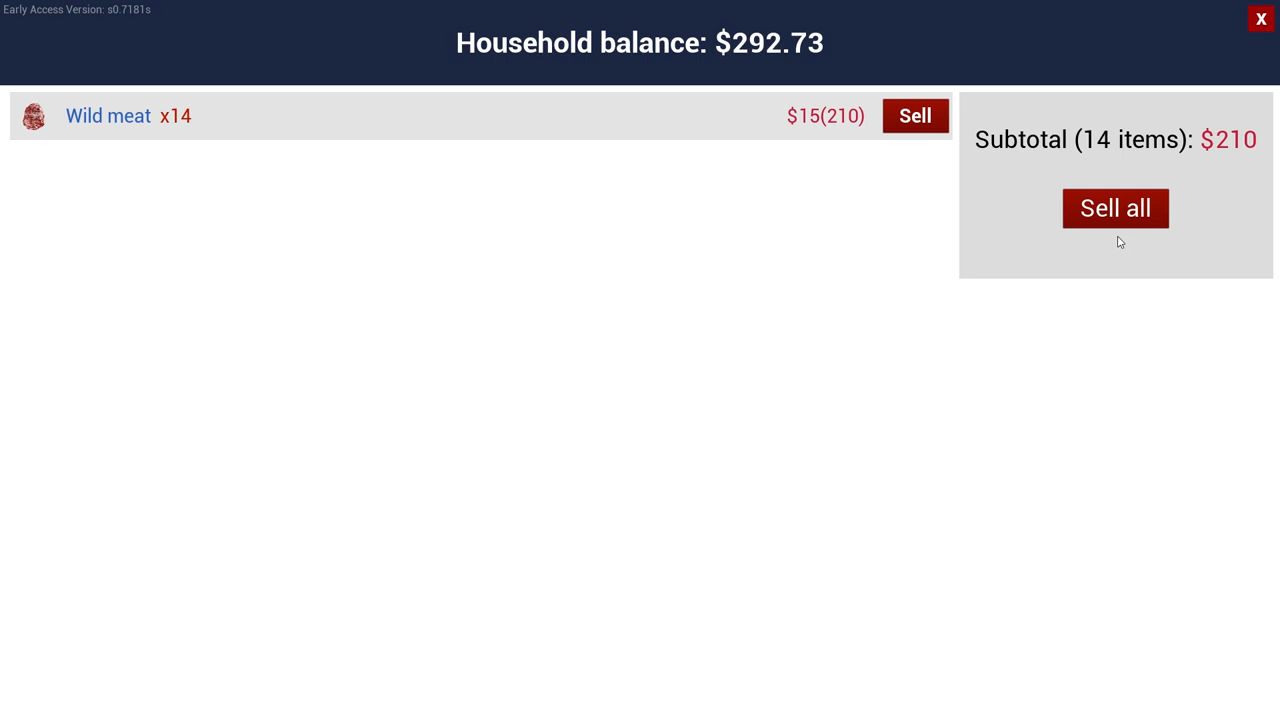 Early Access Version: s0.7181s
X
Household balance: $292.73
Wild meat x14 $15(210) Sell
Subtotal (14 items): $210
Sell all